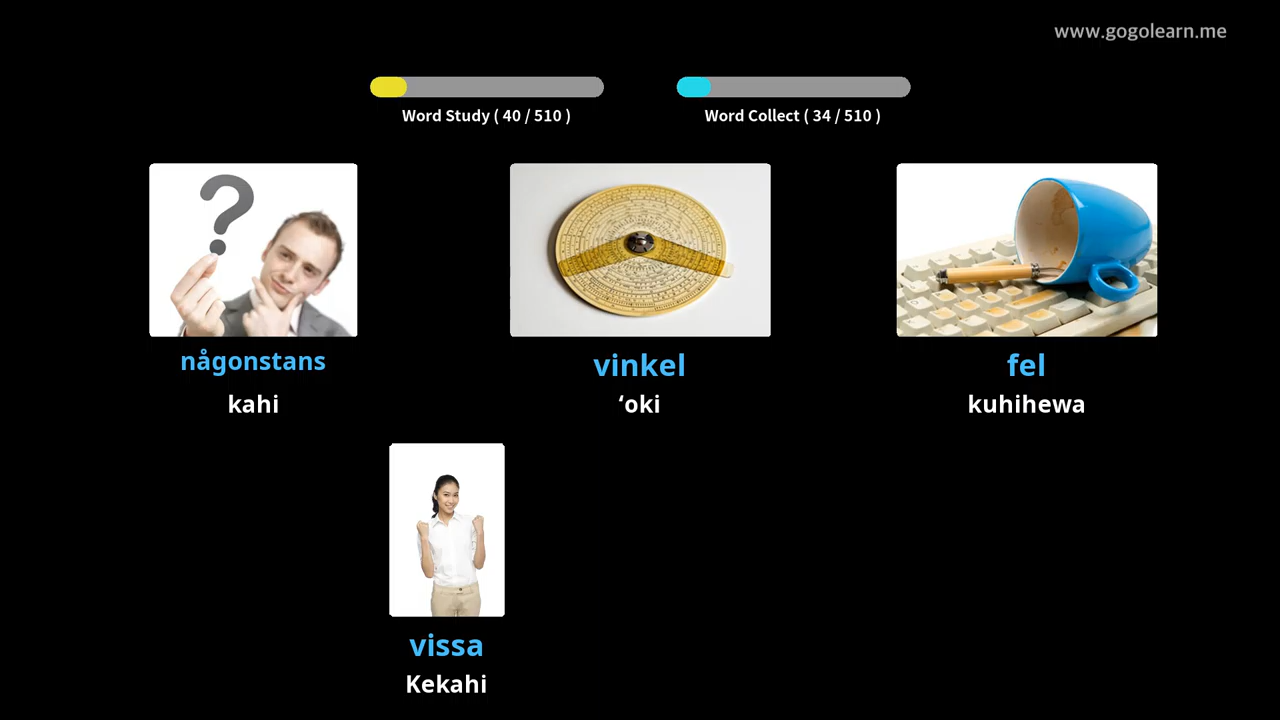 www.gogolearn.me
Word Study ( 40 / 510 )
Word Collect ( 34 / 510 )
någonstans
vinkel
fel
kahi
ʻoki
kuhihewa
vissa
Kekahi